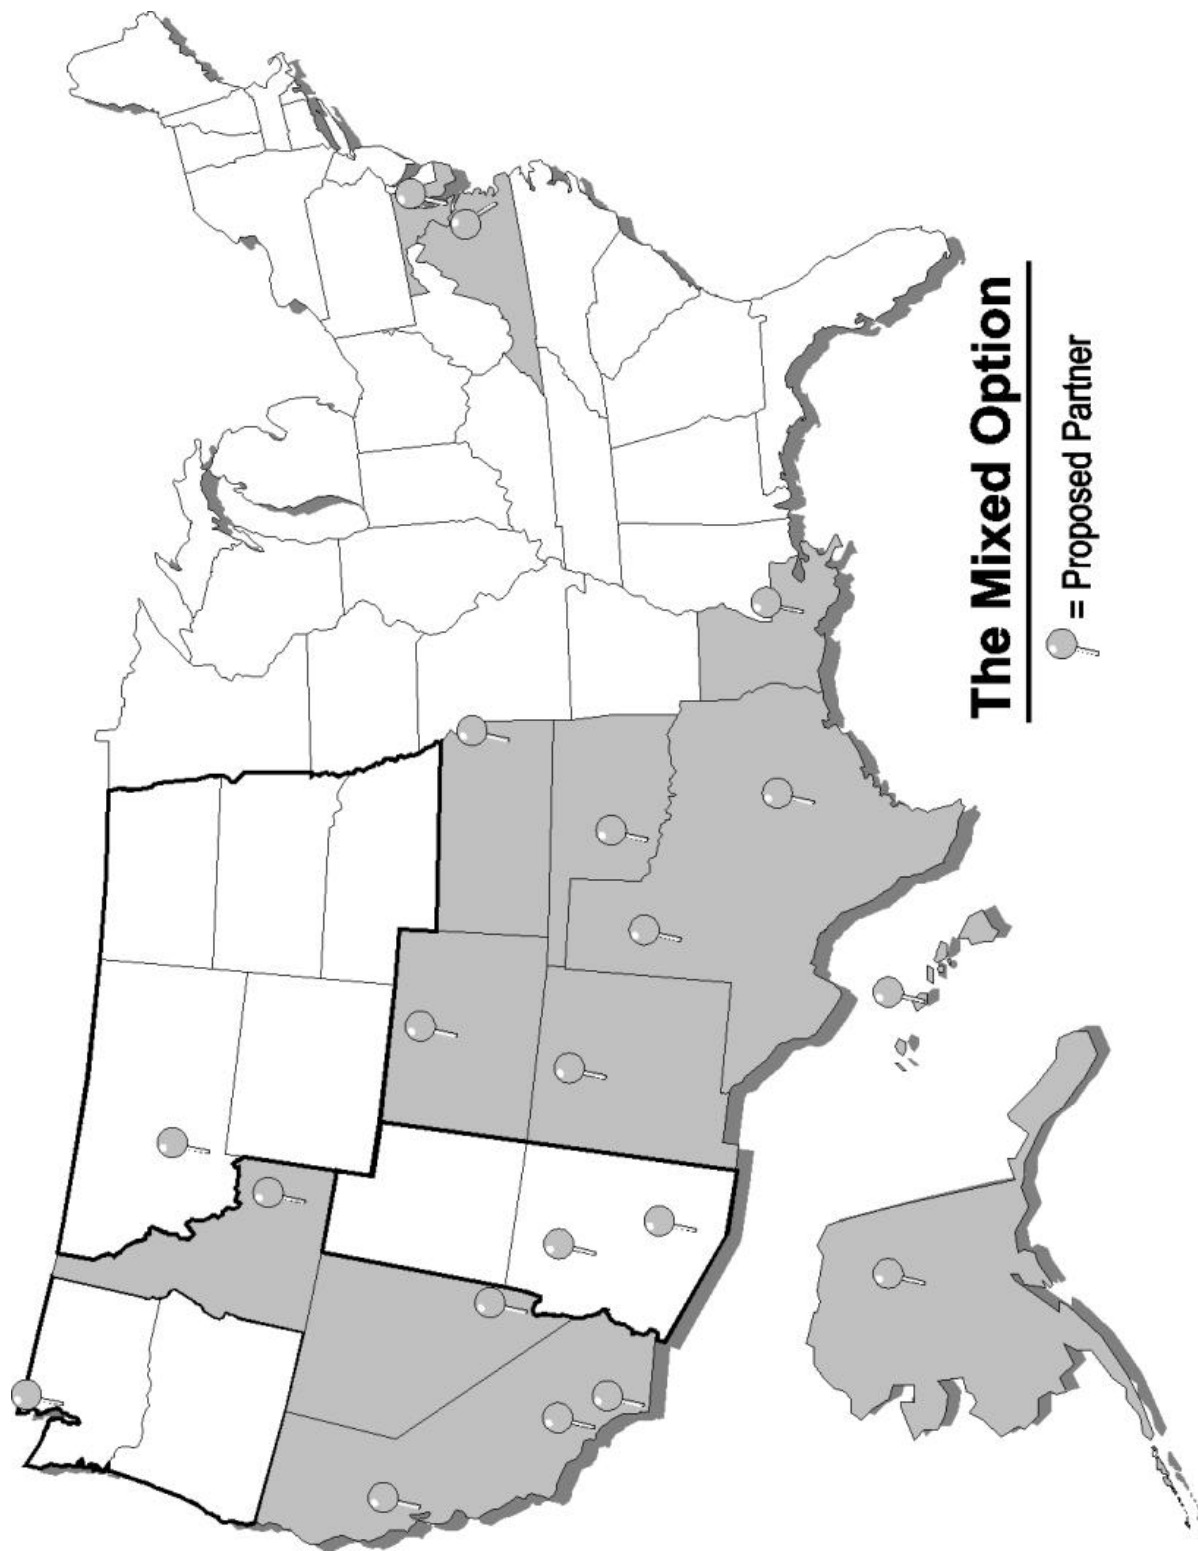 The Mixed Option
= Proposed Partner